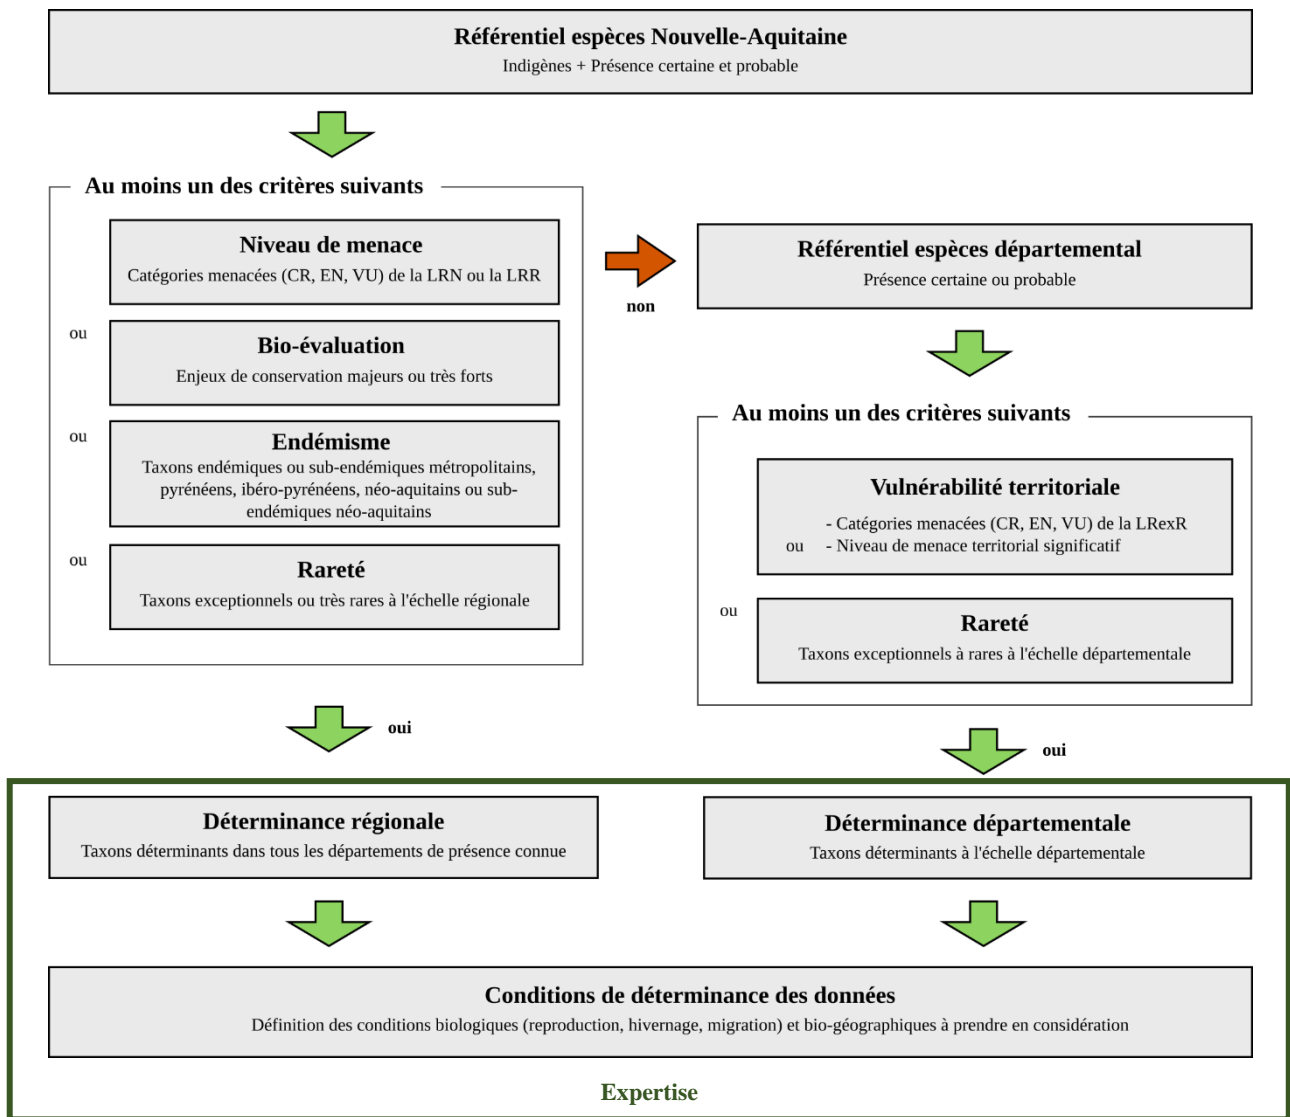 Référentiel espèces Nouvelle-Aquitaine
Indigènes + Présence certaine et probable
Au moins un des critères suivants
Niveau de menace
Catégories menacées (CR, EN, VU) de la LRN ou la LRR
ou
Bio-évaluation
Enjeux de conservation majeurs ou très forts
ou
Endémisme
Taxons endémiques ou sub-endémiques métropolitains,
pyrénéens, ibéro-pyrénéens, néo-aquitains ou sub-
endémiques néo-aquitains
ou
Rareté
Taxons exceptionnels ou très rares à l'échelle régionale
non
Référentiel espèces départemental
Présence certaine ou probable
Au moins un des critères suivants
Vulnérabilité territoriale
- Catégories menacées (CR, EN, VU) de la LRexR
ou - Niveau de menace territorial significatif
ou
Rareté
Taxons exceptionnels à rares à l'échelle départementale
oui
oui
Déterminance régionale
Taxons déterminants dans tous les départements de présence connue
Déterminance départementale
Taxons déterminants à l'échelle départementale
Conditions de déterminance des données
Définition des conditions biologiques (reproduction, hivernage, migration) et bio-géographiques à prendre en considération
Expertise